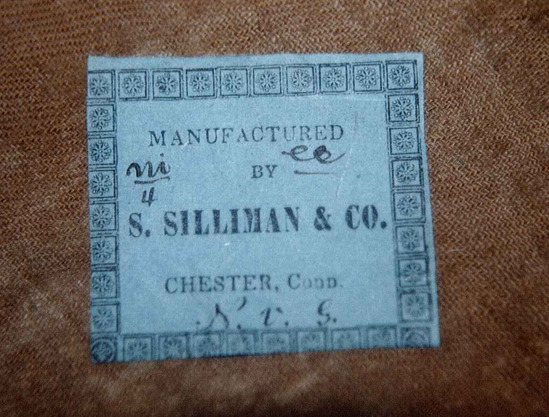 MANUFACTURED
BY
S. SILLIMAN & CO.
CHESTER, Conn.